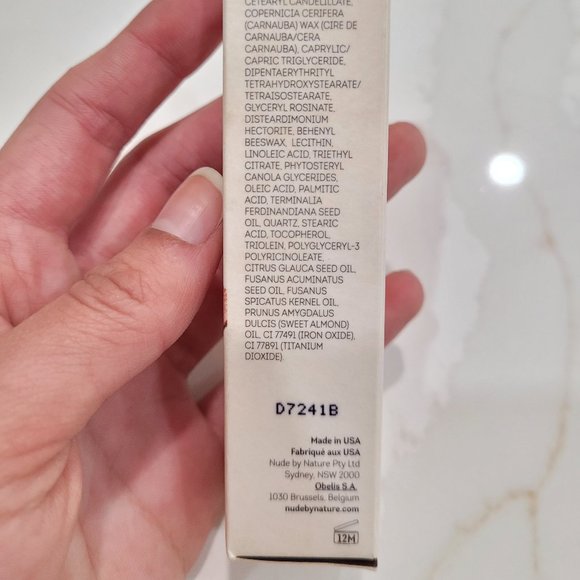 CETEARYL CANDELILLATE,
COPERNICIA CERIFERA
(CARNAUBA) WAX (CIRE DE
CARNAUBA/CERA
CARNAUBA), CAPRYLIC/
CAPRIC TRIGLYCERIDE,
DIPENTAERYTHRITYL
TETRAHYDROXYSTEARATE/
TETRAISOSTEARATE,
GLYCERYL ROSINATE,
DISTEARDIMONIUM
HECTORITE, BEHENYL
BEESWAX, LECITHIN,
LINOLEIC ACID, TRIETHYL
CITRATE, PHYTOSTERYL
CANOLA GLYCERIDES,
OLEIC ACID, PALMITIC
ACID, TERMINALIA
FERDINANDIANA SEED
OIL, QUARTZ, STEARIC
ACID, TOCOPHEROL,
TRIOLEIN, POLYGLYCERYL-3
POLYRICINOLEATE,
CITRUS GLAUCA SEED OIL,
FUSANUS ACUMINATUS
SEED OIL, FUSANUS
SPICATUS KERNEL OIL,
PRUNUS AMYGDALUS
DULCIS (SWEET ALMOND)
OIL, CI 77491 (IRON OXIDE),
CI 77891 (TITANIUM
DIOXIDE).
D7241B
Made in USA
Fabriqué aux USA
Nude by Nature Pty Ltd
Sydney, NSW 2000
Obelis S.A.
1030 Brussels, Belgium
nudebynature.com
12M